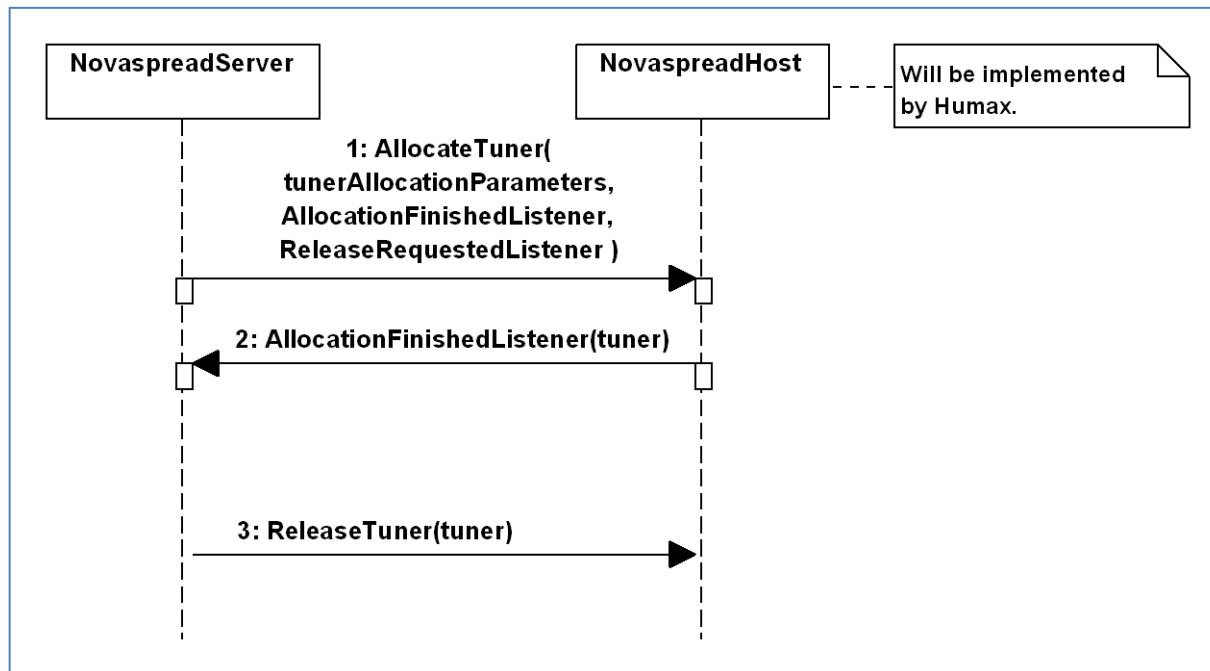 NovaspreadServer
NovaspreadHost
Will be implemented
by Humax.
1: AllocateTuner(
tunerAllocationParameters,
AllocationFinishedListener,
ReleaseRequestedListener )
2: AllocationFinishedListener(tuner)
3: ReleaseTuner(tuner)